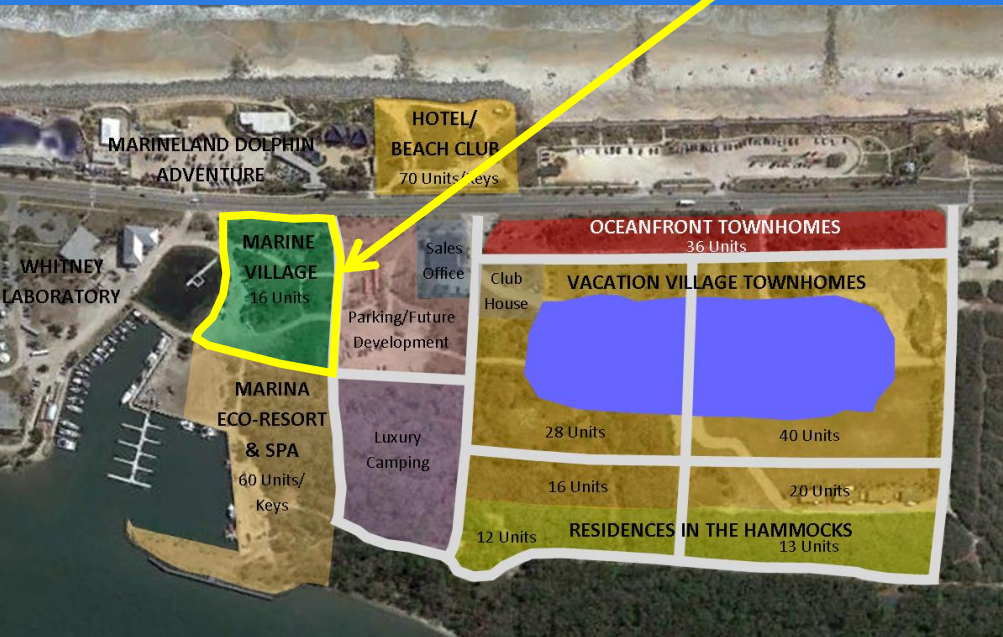 HOTEL/
BEACH CLUB
70 Units/Keys
MARINELAND DOLPHIN
ADVENTURE
OCEANFRONT TOWNHOMES
36 Units
MARINE
VILLAGE
16 Units
Sales
Office
WHITNEY
LABORATORY
Club
House
VACATION VILLAGE TOWNHOMES
Parking/Future
Development
MARINA
ECO-RESORT
& SPA
60 Units/
Keys
Luxury
Camping
28 Units
40 Units
16 Units
20 Units
12 Units
RESIDENCES IN THE HAMMOCKS
13 Units